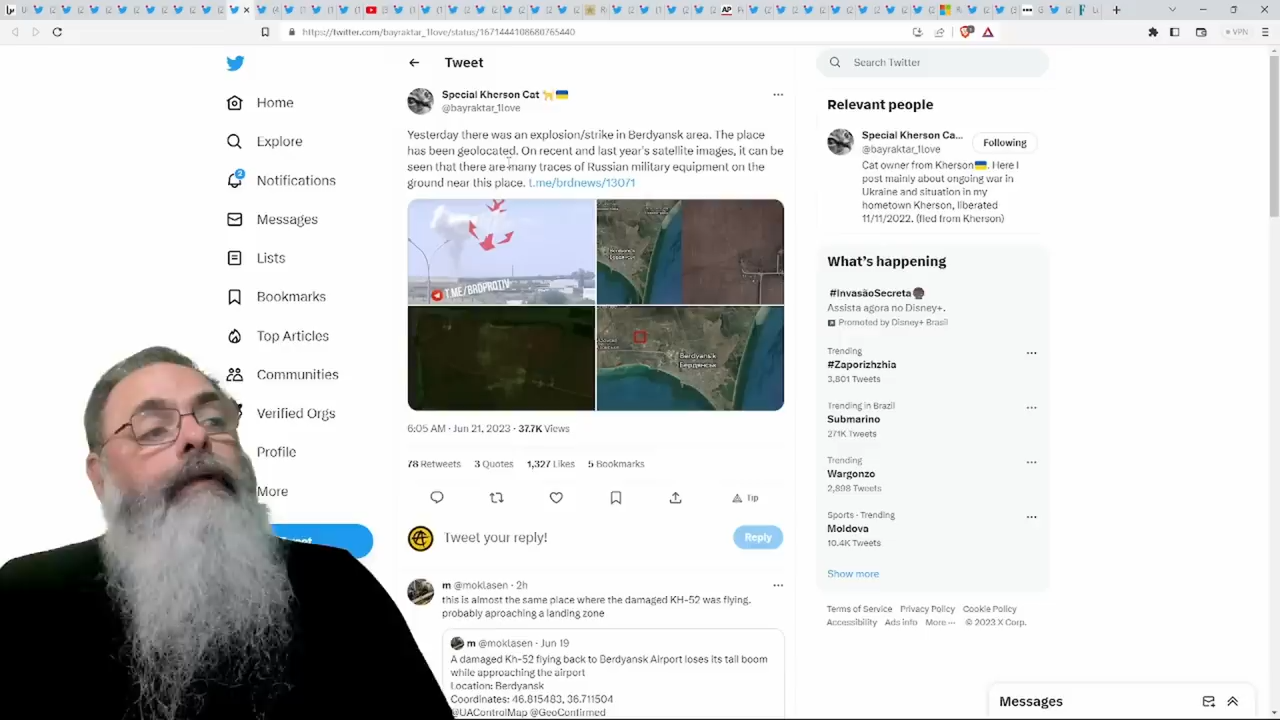 AP
https://twitter.com/bayraktar_1love/status/1671444108680765440
VPN
Home
Explore
2
Notifications
Messages
Lists
Bookmarks
Top Articles
Communities
Verified Orgs
Profile
More
Tweet
Special Kherson Cat
@bayraktar_1love
Yesterday there was an explosion/strike in Berdyansk area. The place
has been geolocated. On recent and last year's satellite images, it can be
seen that there are many traces of Russian military equipment on the
ground near this place. t.me/brdnews/13071
T.ME/BRDPROTIV
Berdyansk
Бердянськ
6:05 AM · Jun 21, 2023 · 37.7K Views
78 Retweets 3 Quotes 1,327 Likes 5 Bookmarks
Tip
Tweet your reply!
Reply
m @moklasen · 2h
this is almost the same place where the damaged KH-52 was flying.
probably aproaching a landing zone
m @moklasen · Jun 19
A damaged Kh-52 flying back to Berdyansk Airport loses its tail boom
while approaching the airport
Location: Berdyansk
Coordinates: 46.815483, 36.711504
@UAControlMap @GeoConfirmed
Search Twitter
Relevant people
Special Kherson Ca...
@bayraktar_1love
Following
Cat owner from Kherson. Here I
post mainly about ongoing war in
Ukraine and situation in my
hometown Kherson, liberated
11/11/2022. (fled from Kherson)
What's happening
#InvasãoSecreta
Assista agora no Disney+.
Promoted by Disney+ Brasil
Trending
#Zaporizhzhia
3,801 Tweets
Trending in Brazil
Submarino
271K Tweets
Trending
Wargonzo
2,898 Tweets
Sports · Trending
Moldova
10.4K Tweets
Show more
Terms of Service Privacy Policy Cookie Policy
Accessibility Ads info More ··· © 2023 X Corp.
Messages